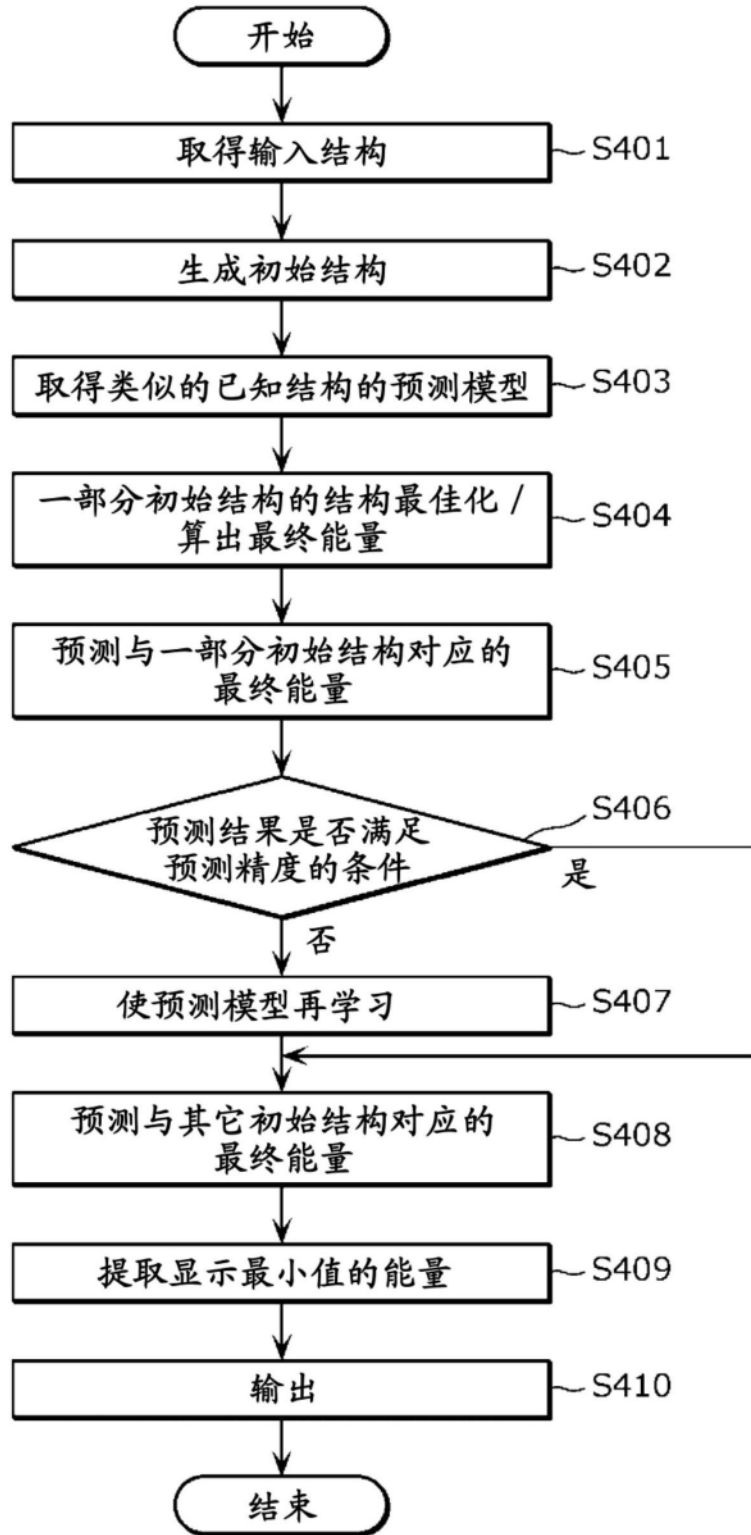 开始
取得输入结构
S401
生成初始结构
S402
取得类似的已知结构的预测模型
S403
一部分初始结构的结构最佳化 /
算出最终能量
S404
预测与一部分初始结构对应的
最终能量
S405
预测结果是否满足
预测精度的条件
S406
是
否
使预测模型再学习
S407
预测与其它初始结构对应的
最终能量
S408
提取显示最小值的能量
S409
输出
S410
结束